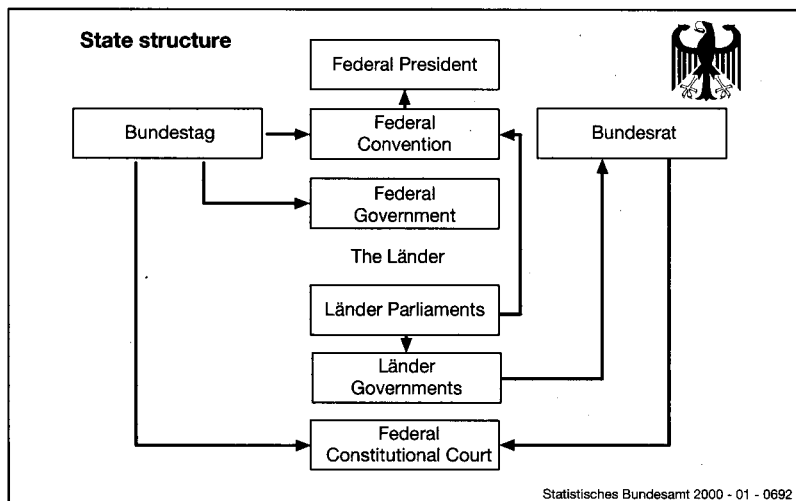 State structure
Federal President
Bundestag
Federal
Convention
Bundesrat
Federal
Government
The Länder
Länder Parliaments
Länder
Governments
Federal
Constitutional Court
Statistisches Bundesamt 2000 - 01 - 0692